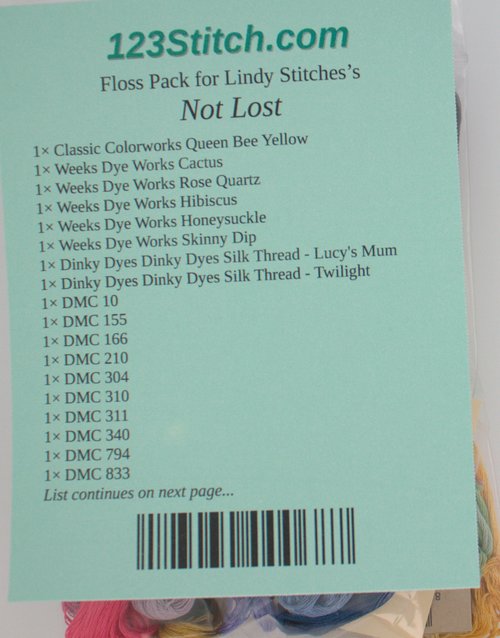 123Stitch.com
Floss Pack for Lindy Stitches's
Not Lost
1× Classic Colorworks Queen Bee Yellow
1× Weeks Dye Works Cactus
1× Weeks Dye Works Rose Quartz
1× Weeks Dye Works Hibiscus
1× Weeks Dye Works Honeysuckle
1× Weeks Dye Works Skinny Dip
1× Dinky Dyes Dinky Dyes Silk Thread - Lucy's Mum
1× Dinky Dyes Dinky Dyes Silk Thread - Twilight
1× DMC 10
1× DMC 155
1× DMC 166
1× DMC 210
1× DMC 304
1× DMC 310
1× DMC 311
1× DMC 340
1× DMC 794
1× DMC 833
List continues on next page...